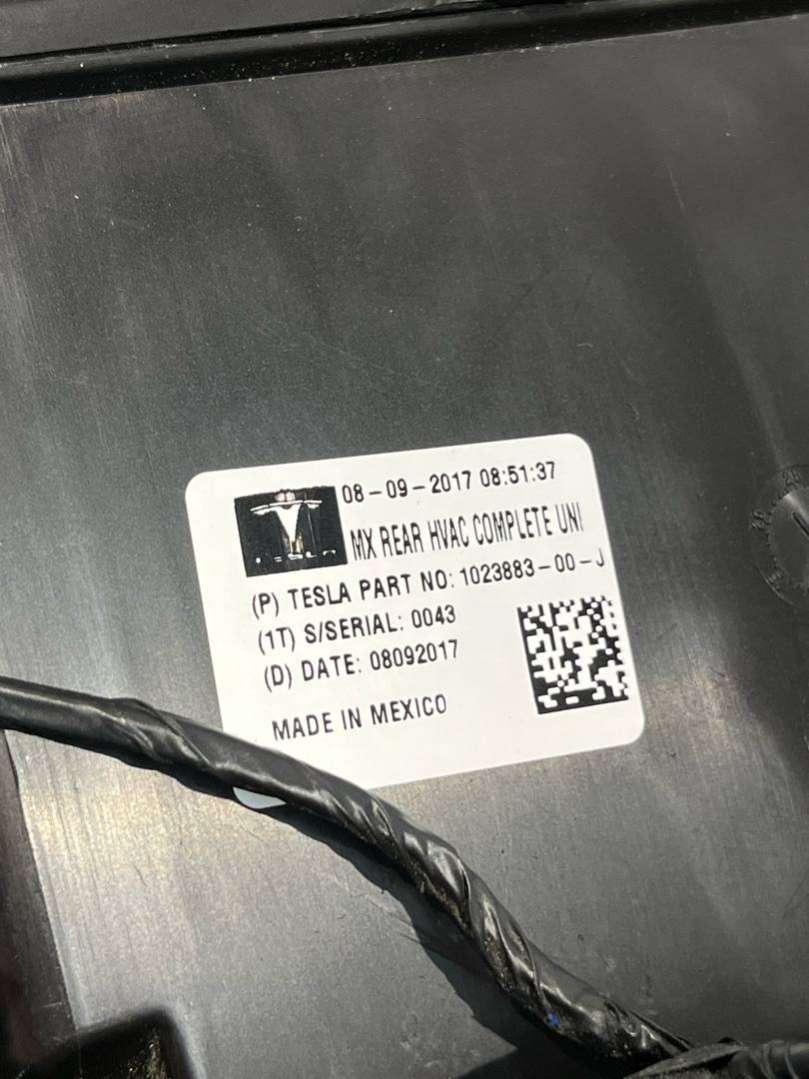 08-09-2017 08:51:37
TESLA
MX REAR HVAC COMPLETE UNI
(P) TESLA PART NO: 1023883-00-J
(1T) S/SERIAL: 0043
(D) DATE: 08092017
MADE IN MEXICO